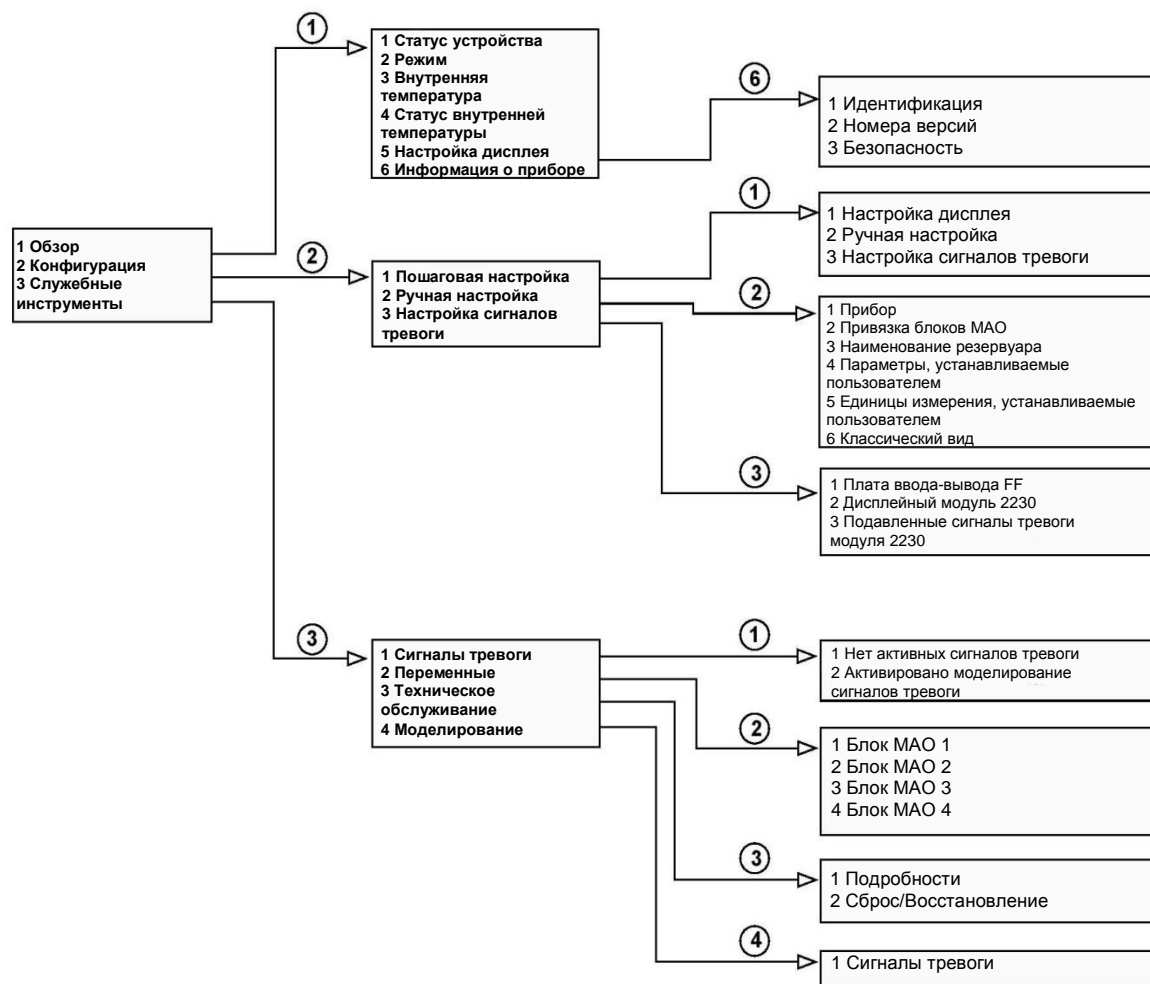 1
1 Статус устройства
2 Режим
3 Внутренняя
температура
4 Статус внутренней
температуры
5 Настройка дисплея
6 Информация о приборе
6
1 Идентификация
2 Номера версий
3 Безопасность
1 Обзор
2 Конфигурация
3 Служебные
инструменты
2
1 Пошаговая настройка
2 Ручная настройка
3 Настройка сигналов
тревоги
1
1 Настройка дисплея
2 Ручная настройка
3 Настройка сигналов тревоги
2
1 Прибор
2 Привязка блоков МАО
3 Наименование резервуара
4 Параметры, устанавливаемые
пользователем
5 Единицы измерения, устанавливаемые
пользователем
6 Классический вид
3
1 Плата ввода-вывода FF
2 Дисплейный модуль 2230
3 Подавленные сигналы тревоги
модуля 2230
3
1 Сигналы тревоги
2 Переменные
3 Техническое
обслуживание
4 Моделирование
1
1 Нет активных сигналов тревоги
2 Активировано моделирование
сигналов тревоги
2
1 Блок МАО 1
2 Блок МАО 2
3 Блок МАО 3
4 Блок МАО 4
3
1 Подробности
2 Сброс/Восстановление
4
1 Сигналы тревоги